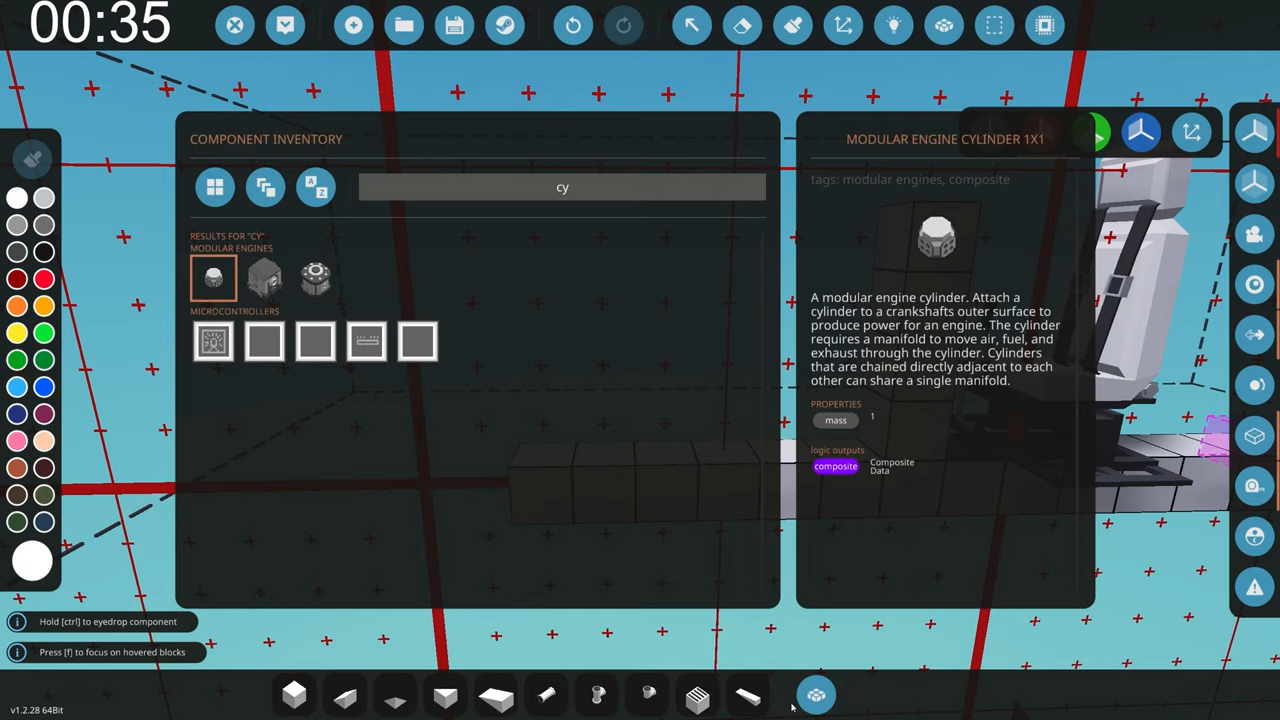 00:35
COMPONENT INVENTORY
cy
RESULTS FOR "CY"
MODULAR ENGINES
MICROCONTROLLERS
MODULAR ENGINE CYLINDER 1X1
tags: modular engines, composite
A modular engine cylinder. Attach a
cylinder to a crankshafts outer surface to
produce power for an engine. The cylinder
requires a manifold to move air, fuel, and
exhaust through the cylinder. Cylinders
that are chained directly adjacent to each
other can share a single manifold.
PROPERTIES
mass 1
logic outputs
composite Composite
Data
Hold [ctrl] to eyedrop component
Press [f] to focus on hovered blocks
v1.2.28 64Bit